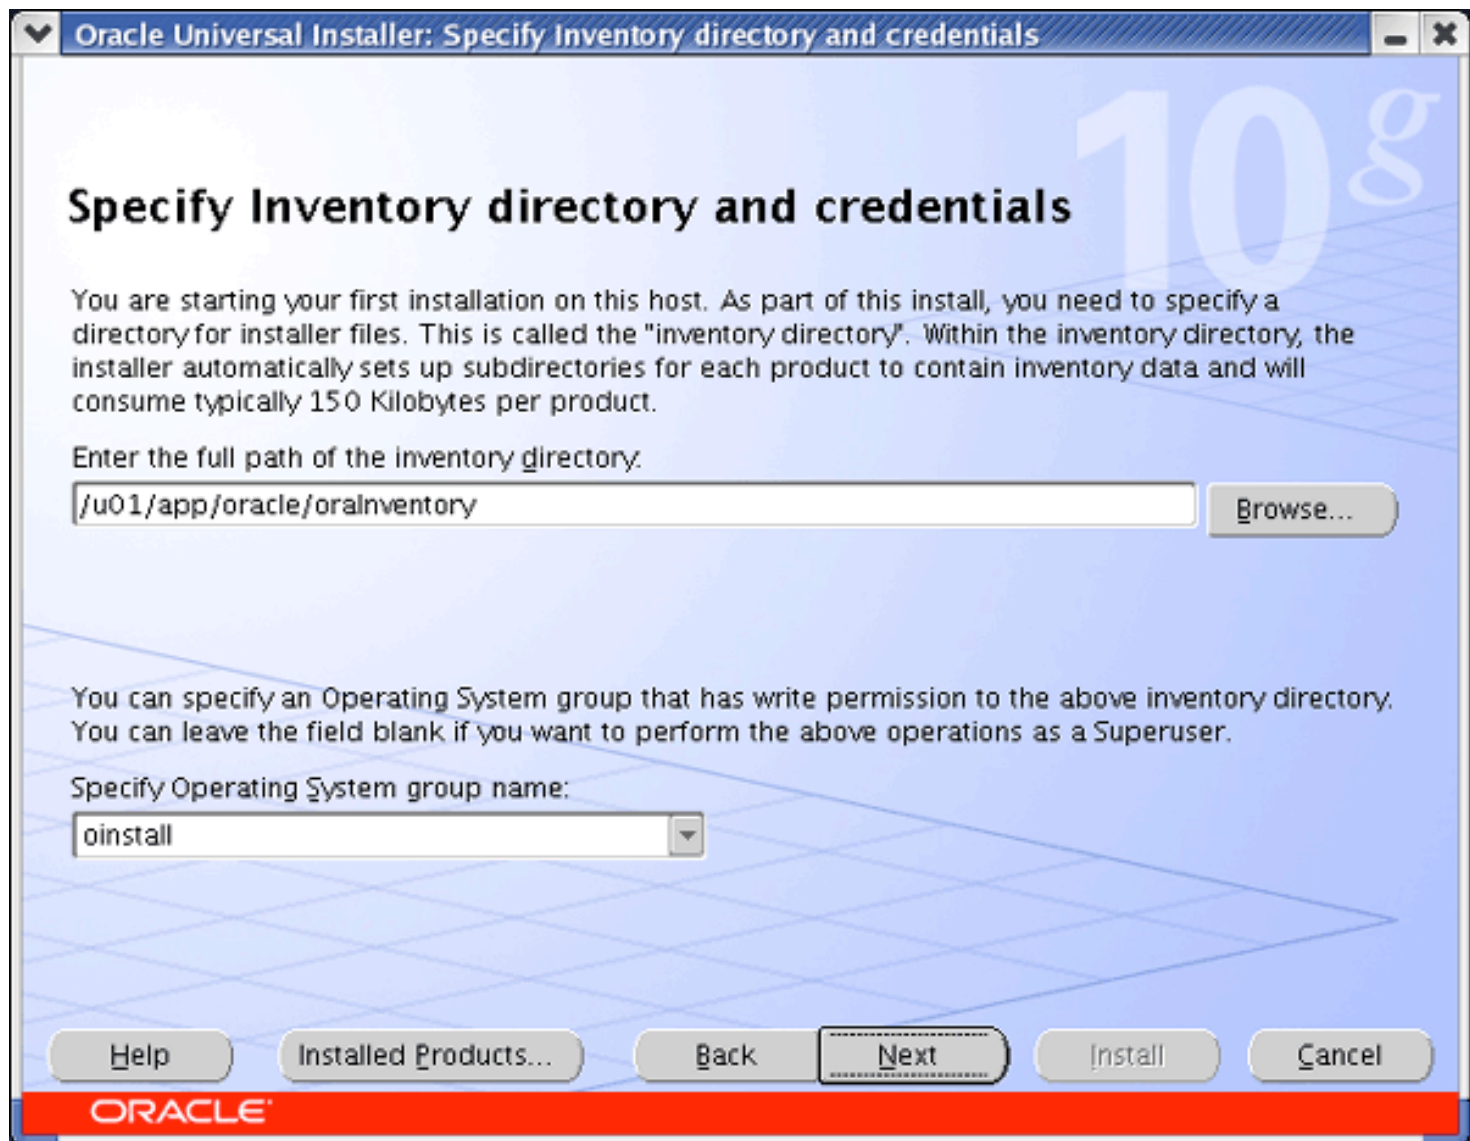 Oracle Universal Installer: Specify Inventory directory and credentials
10g
Specify Inventory directory and credentials
You are starting your first installation on this host. As part of this install, you need to specify a
directory for installer files. This is called the "inventory directory". Within the inventory directory, the
installer automatically sets up subdirectories for each product to contain inventory data and will
consume typically 150 Kilobytes per product.
Enter the full path of the inventory directory:
/u01/app/oracle/oraInventory
Browse...
You can specify an Operating System group that has write permission to the above inventory directory.
You can leave the field blank if you want to perform the above operations as a Superuser.
Specify Operating System group name:
oinstall
Help Installed Products... Back Next Install Cancel
ORACLE